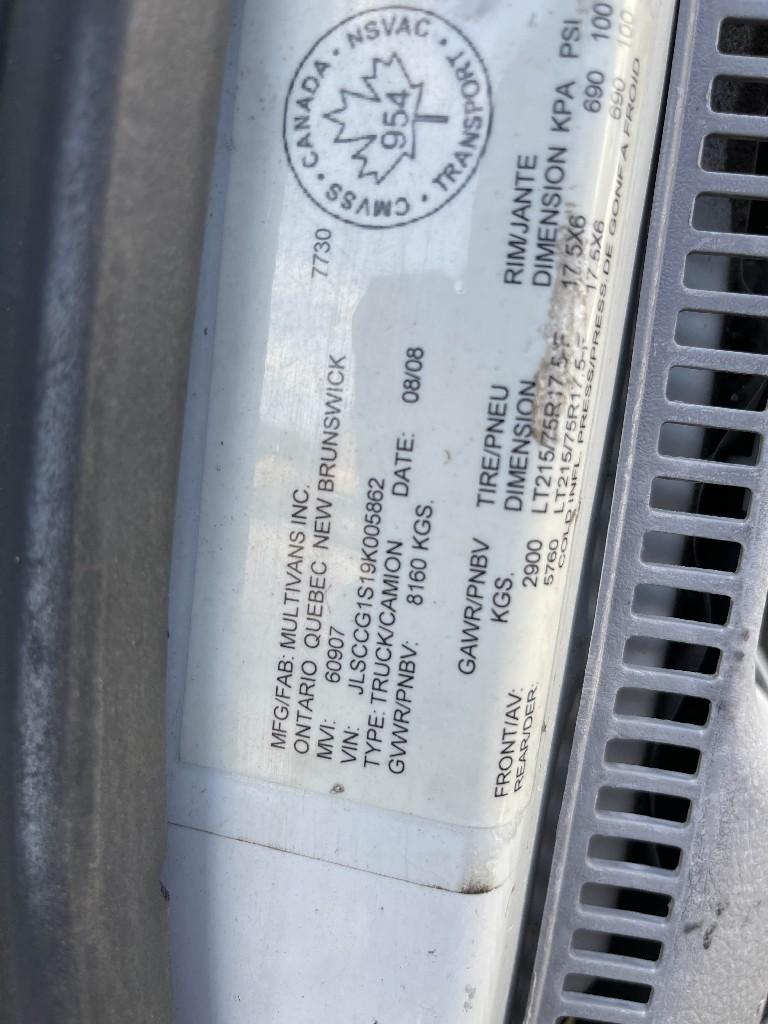 MFG/FAB: MULTIVANS INC.
ONTARIO QUEBEC NEW BRUNSWICK
MVI: 60907 7730
VIN: JLSCCG1S19K005862
TYPE: TRUCK/CAMION DATE: 08/08
GVWR/PNBV: 8160 KGS.
CANADA · NSVAC · TRANSPORT · CMVSS ·
954
GAWR/PNBV TIRE/PNEU RIM/JANTE
KGS. DIMENSION DIMENSION KPA PSI
FRONT/AV: 2900 LT215/75R17.5-F 17.5X6 690 100
REAR/DER: 5760 LT215/75R17.5-F 17.5X6 690 100
COLD INFL. PRESS/PRESS.DE GONF A FROID